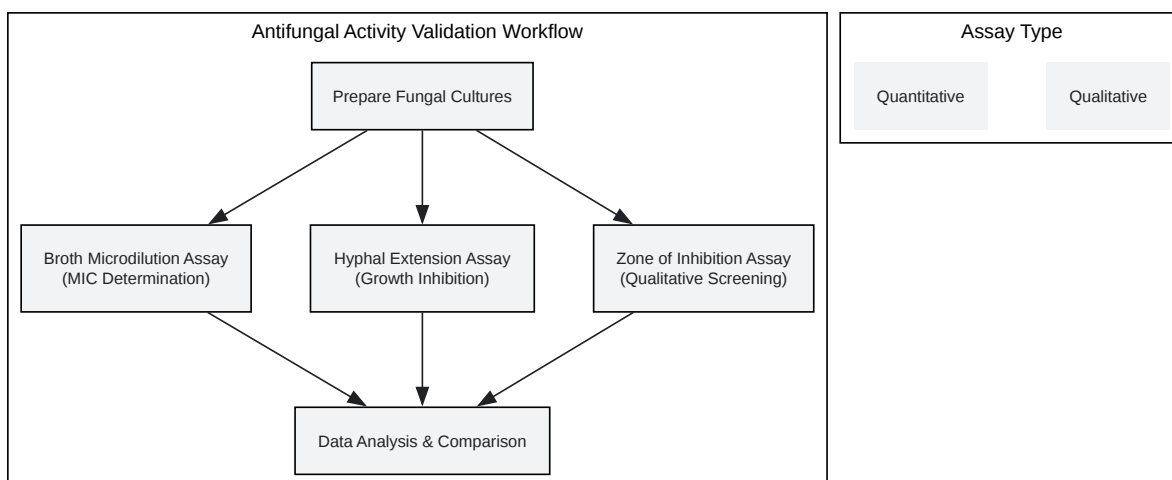 Antifungal Activity Validation Workflow
Prepare Fungal Cultures
Broth Microdilution Assay
(MIC Determination)
Hyphal Extension Assay
(Growth Inhibition)
Zone of Inhibition Assay
(Qualitative Screening)
Data Analysis & Comparison
Assay Type
Quantitative
Qualitative